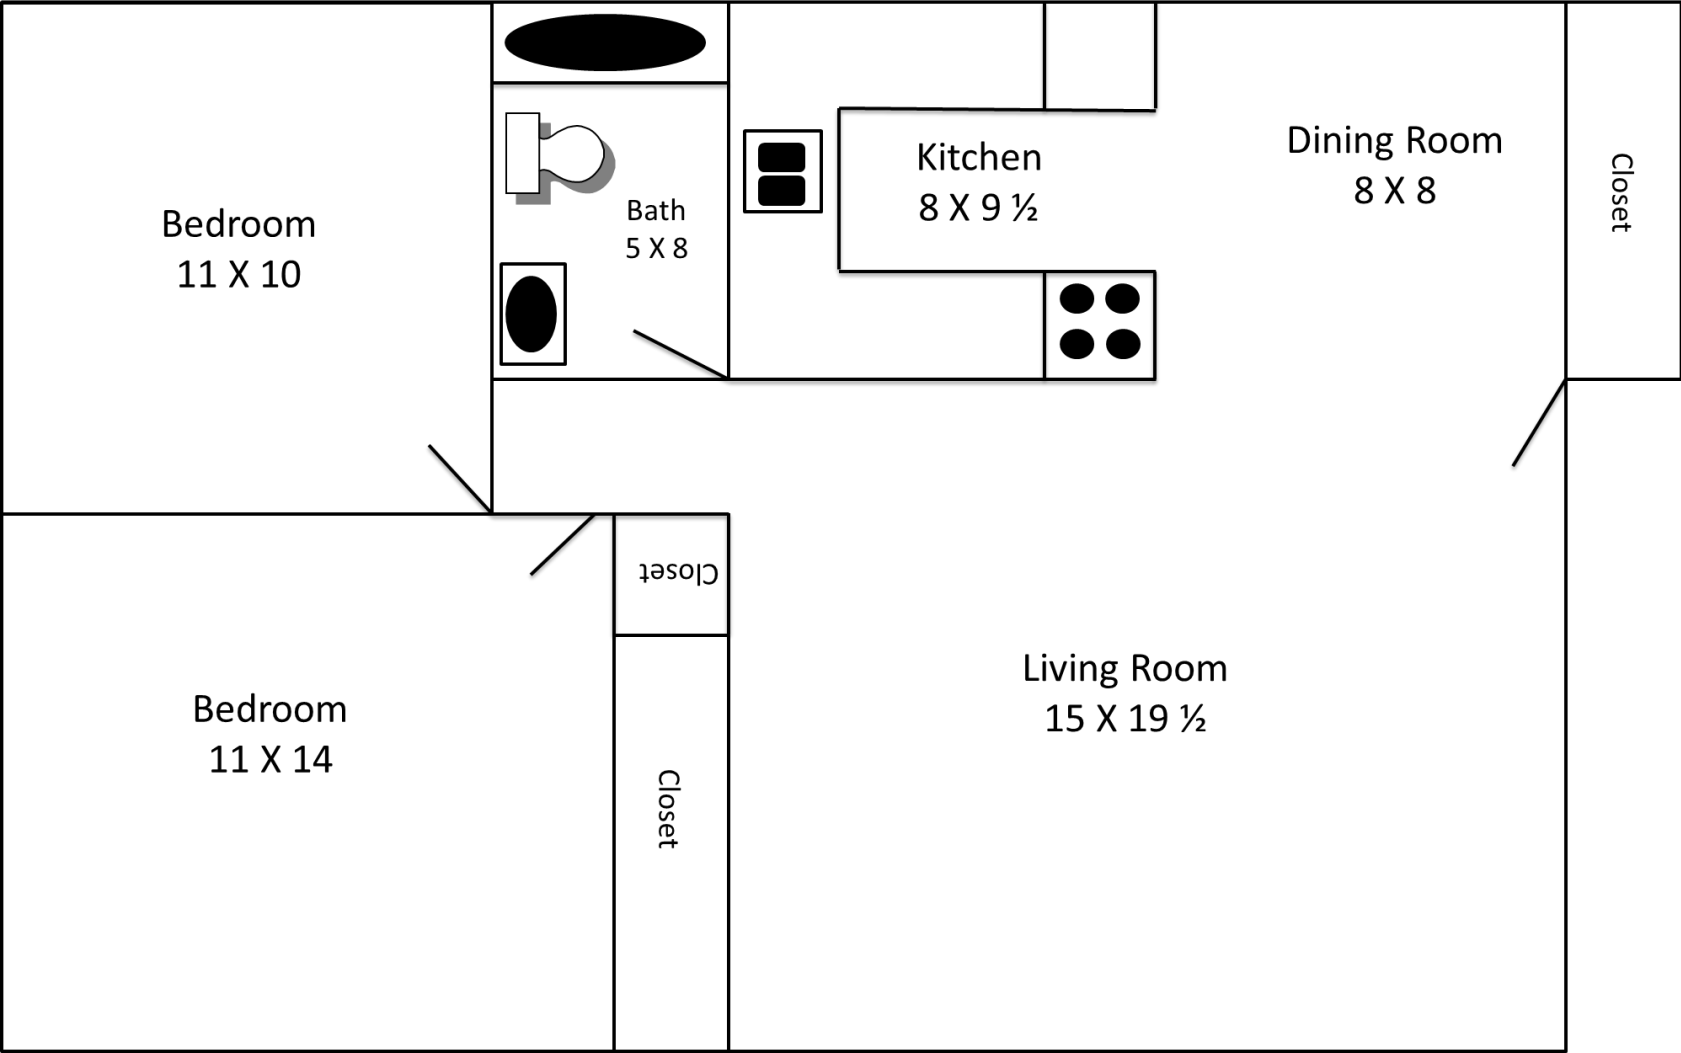 Bedroom
11 X 10
Bath
5 X 8
Kitchen
8 X 9 ½
Dining Room
8 X 8
Closet
Closet
Bedroom
11 X 14
Closet
Living Room
15 X 19 ½